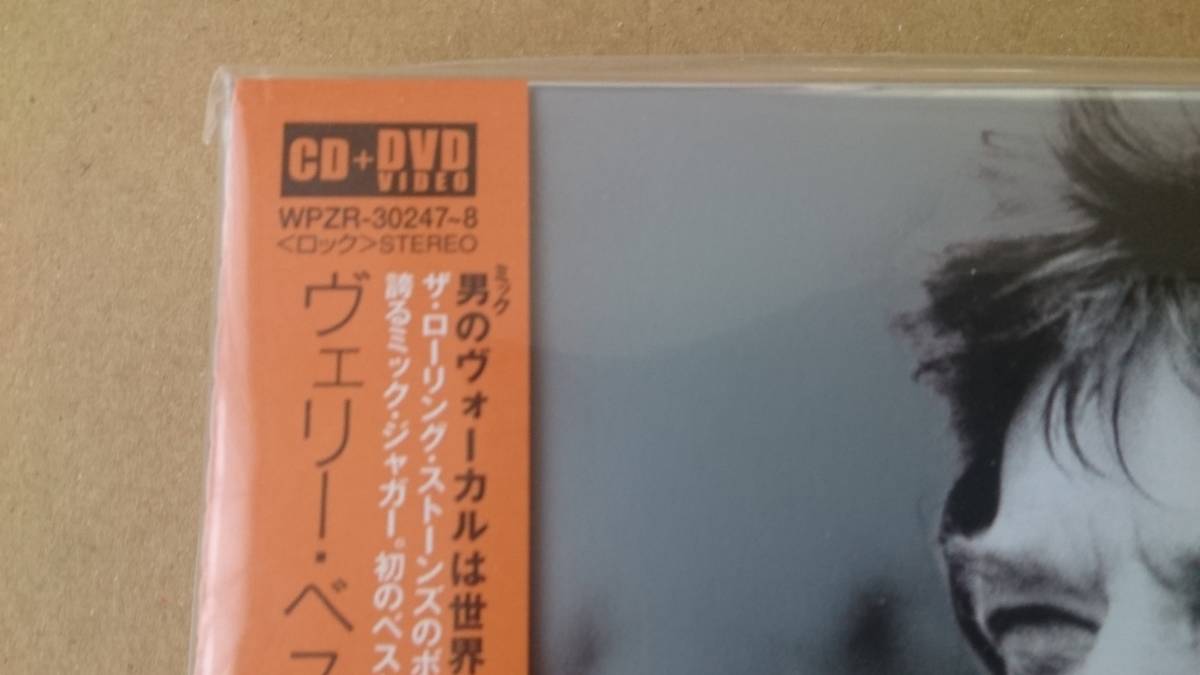 CD+DVD
VIDEO
WPZR-30247~8
<ロック>STEREO
ミック
男のヴォーカルは世界
ザ・ローリング・ストーンズのボ
誇るミック・ジャガー。初のベス
ヴェリー・ベス